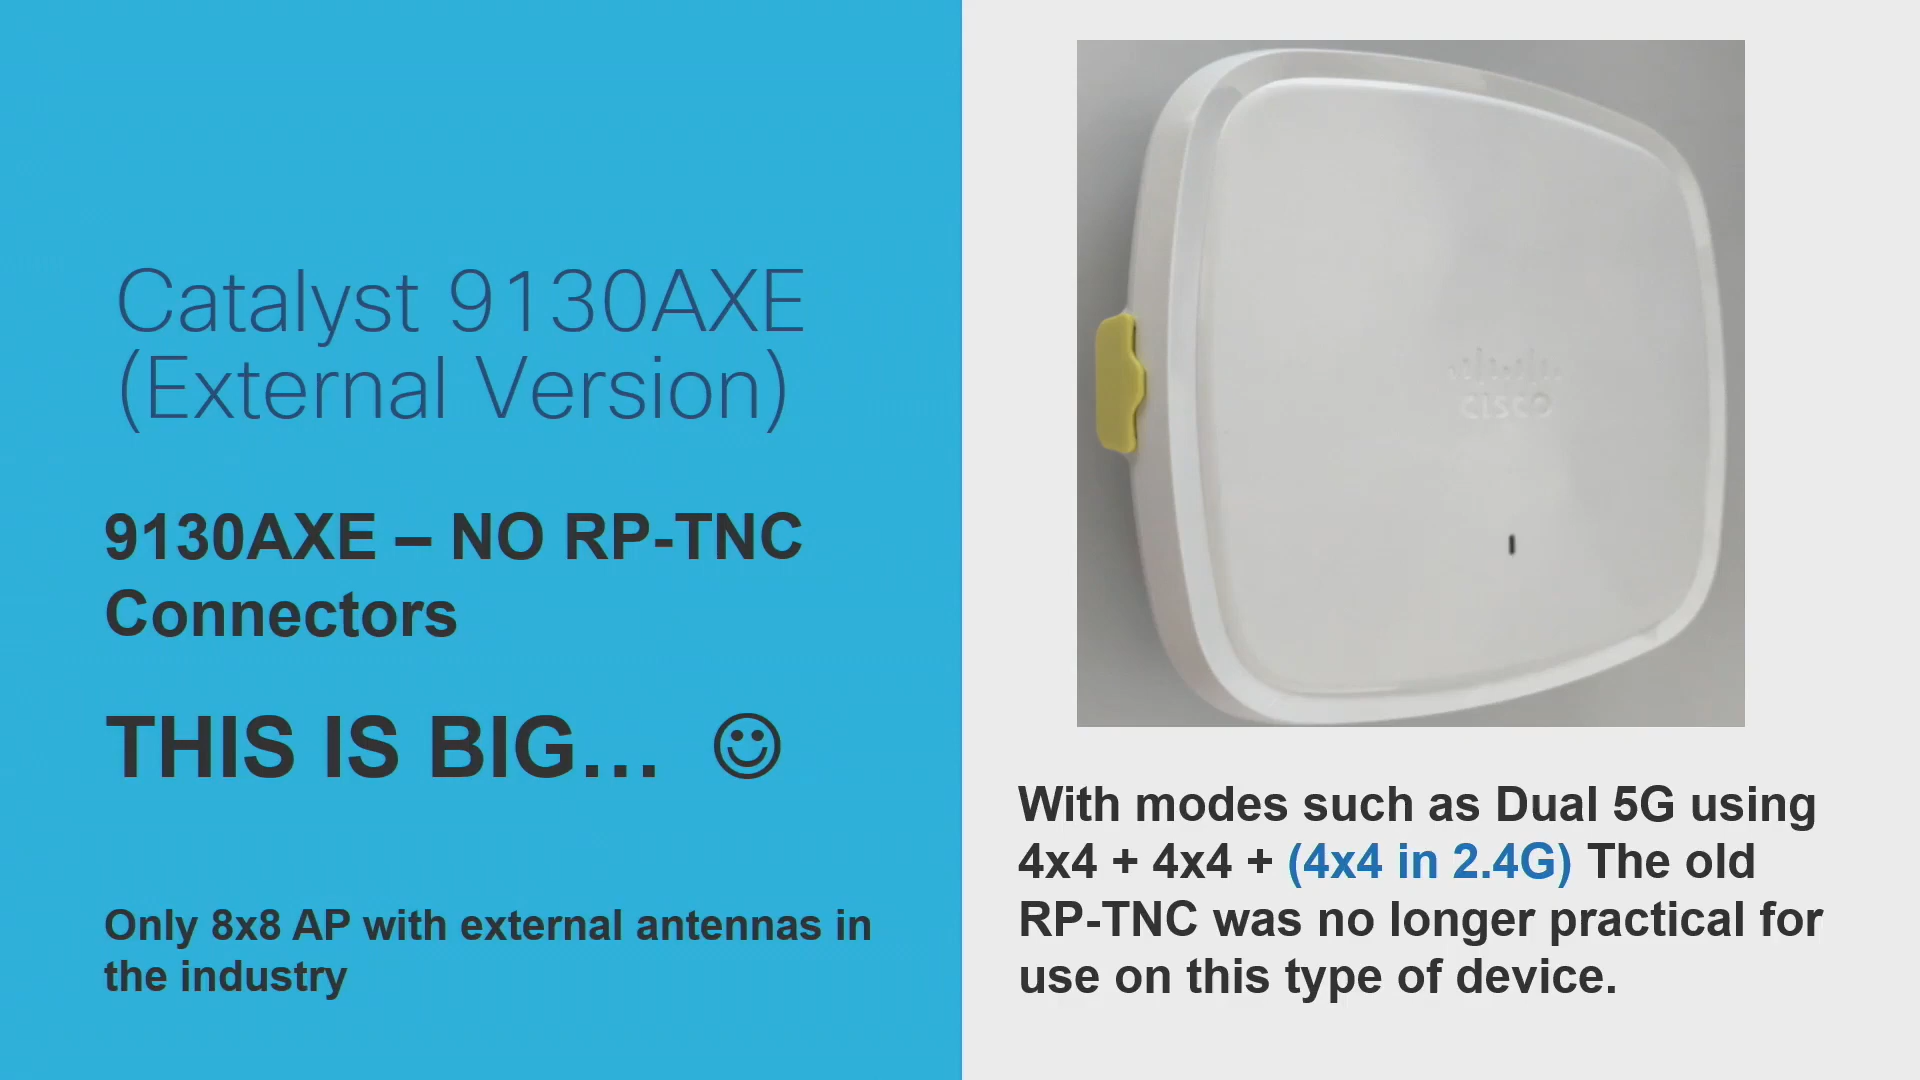 Catalyst 9130AXE
(External Version)
9130AXE – NO RP-TNC
Connectors
THIS IS BIG… ☺
Only 8x8 AP with external antennas in
the industry
cisco
With modes such as Dual 5G using
4x4 + 4x4 + (4x4 in 2.4G) The old
RP-TNC was no longer practical for
use on this type of device.